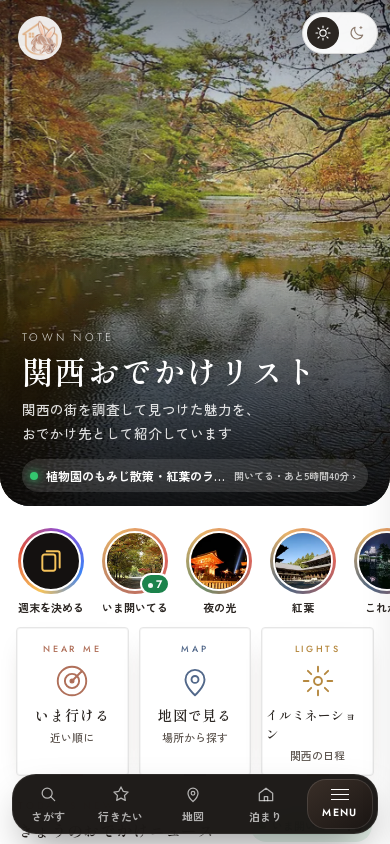 TOWN NOTE
関西おでかけリスト
関西の街を調査して見つけた魅力を、
おでかけ先として紹介しています
植物園のもみじ散策・紅葉のラ… 開いてる・あと5時間40分 ›
7
週末を決める いま開いてる 夜の光 紅葉 これか
NEAR ME
いま行ける
近い順に
MAP
地図で見る
場所から探す
LIGHTS
イルミネーショ
ン
関西の日程
さがす 行きたい 地図 泊まり MENU